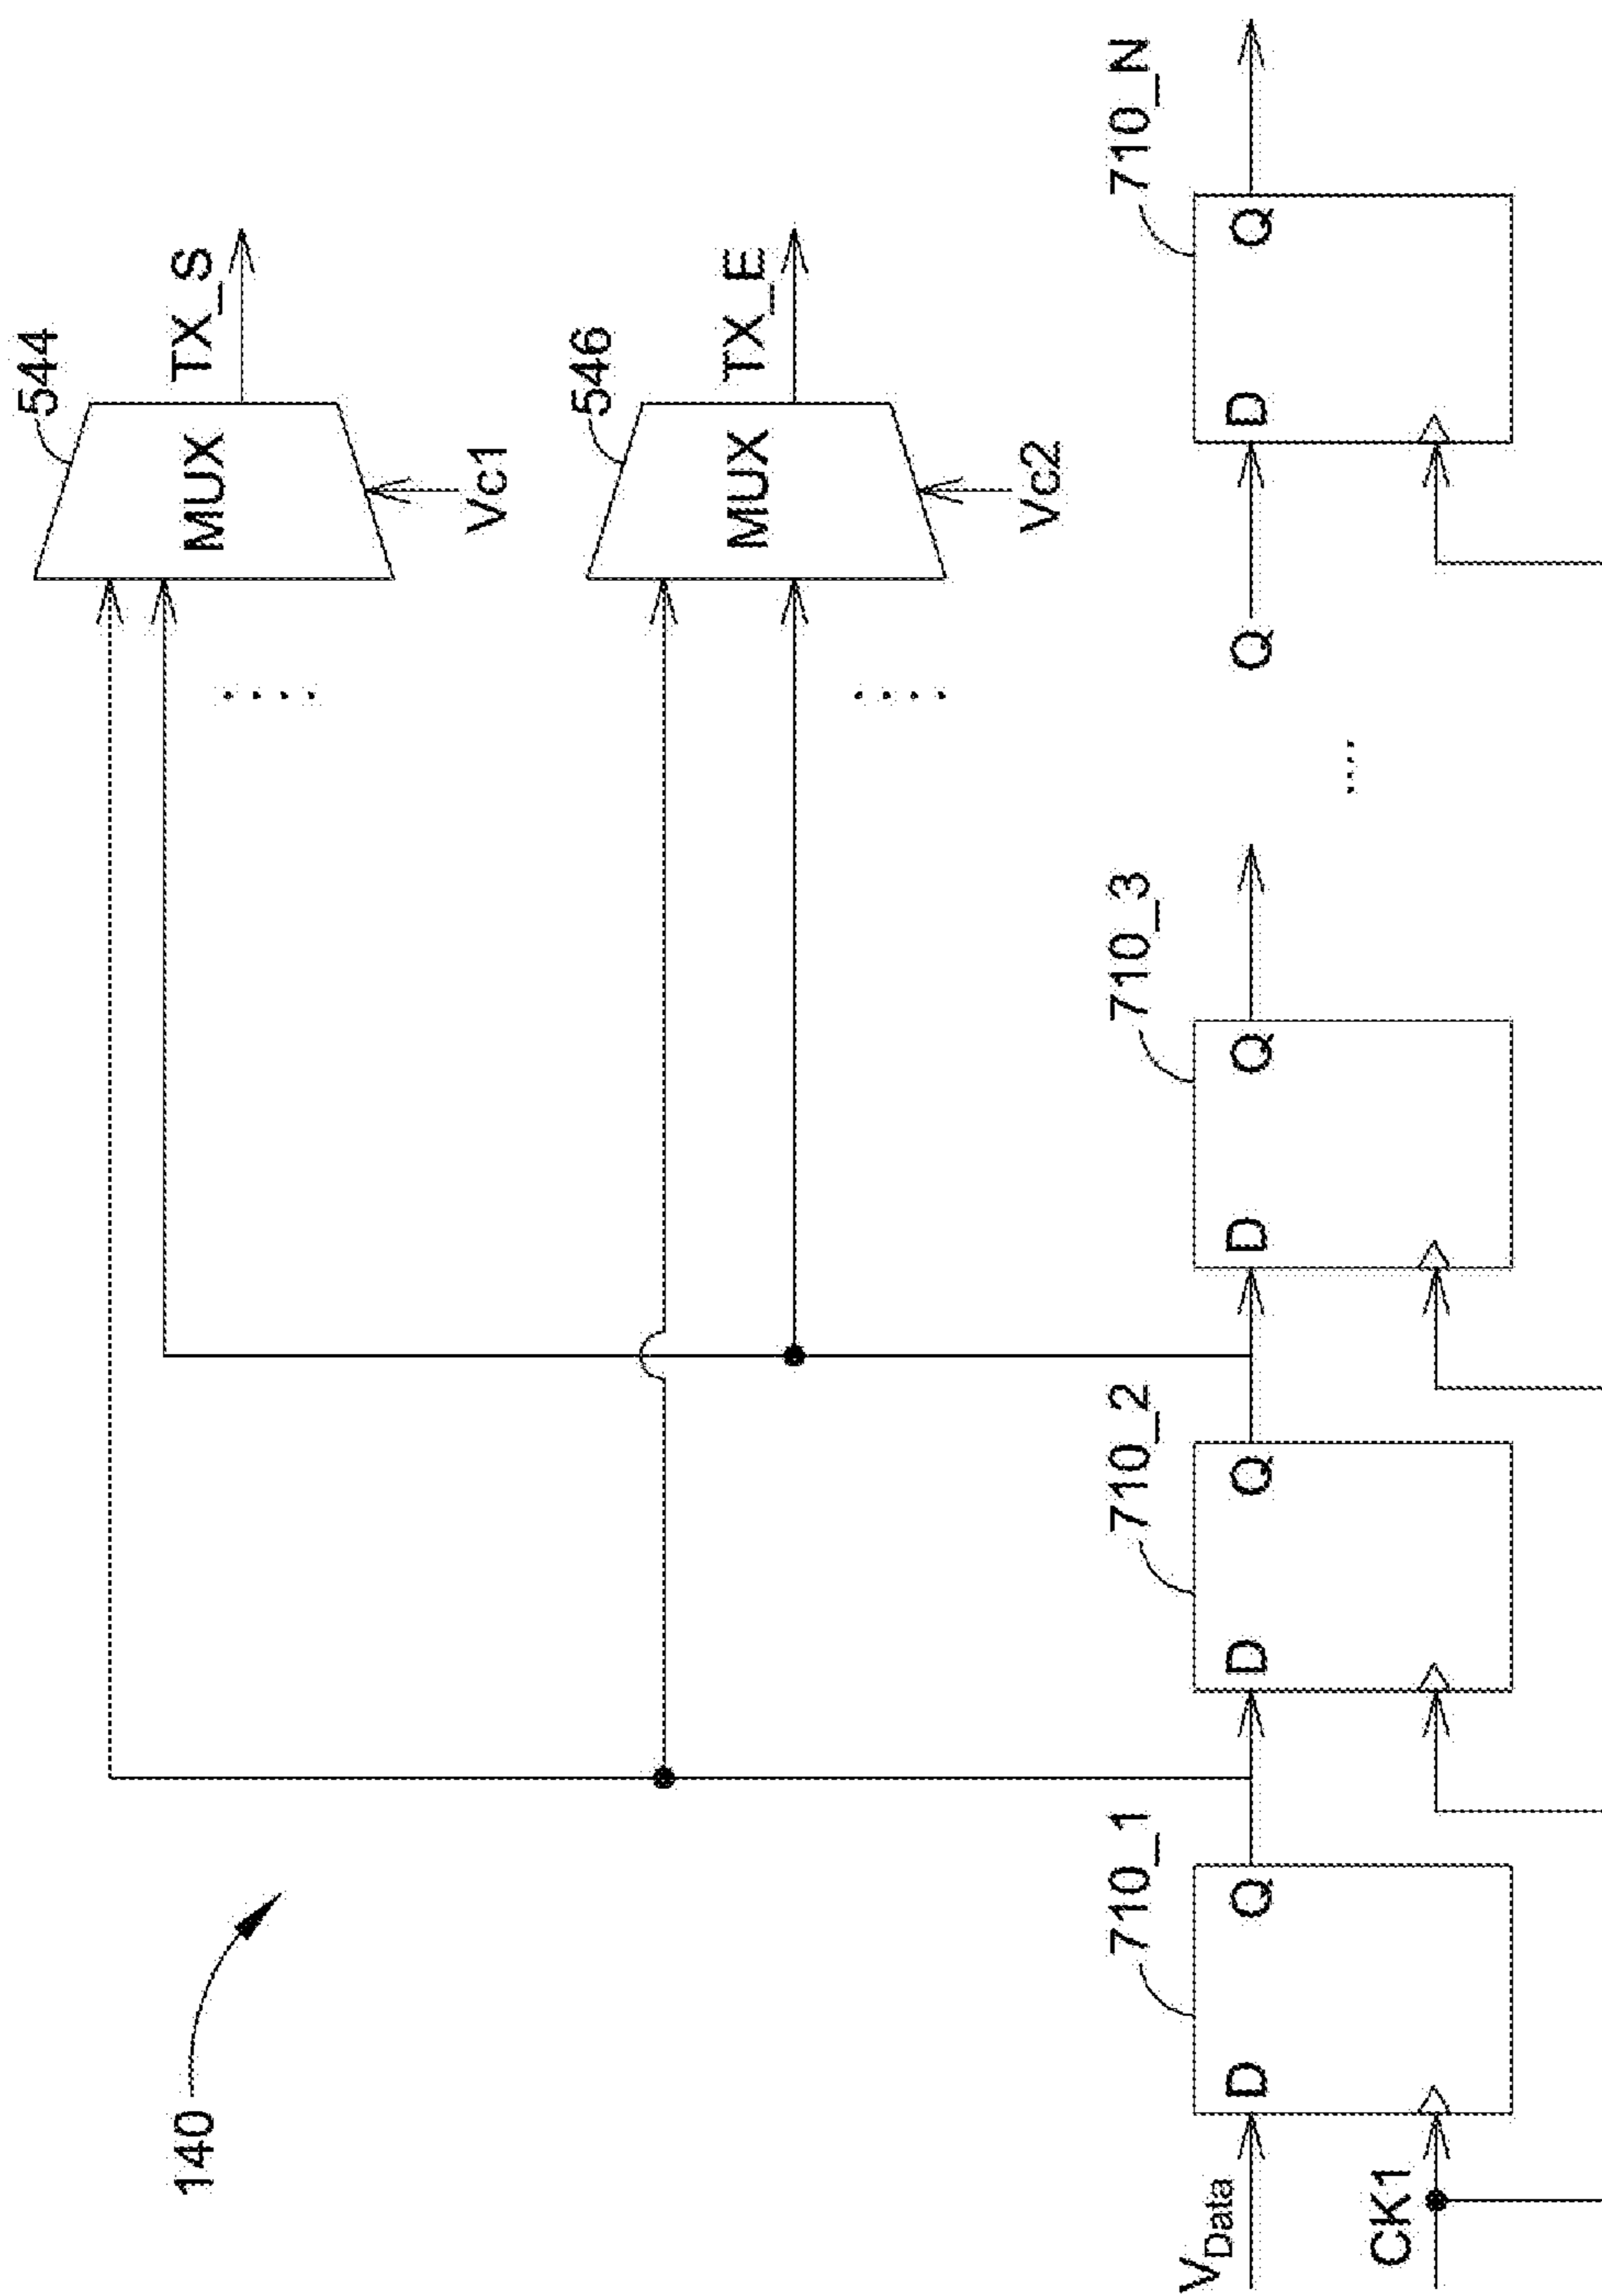 140
544
MUX
TX_S
Vc1
546
MUX
TX_E
Vc2
....
....
710_1
710_2
710_3
710_N
V_Data
D
Q
D
Q
D
Q
....
Q
D
Q
CK1